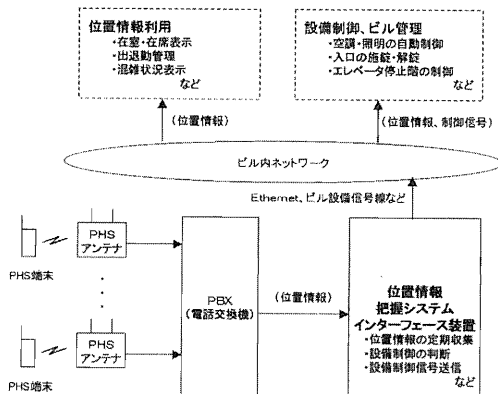 位置情報利用
・在室・在席表示
・出退勤管理
・混雑状況表示
など
設備制御、ビル管理
・空調・照明の自動制御
・入口の施錠・解錠
・エレベータ停止階の制御
など
(位置情報)
(位置情報、制御信号)
ビル内ネットワーク
Ethernet、ビル設備信号線など
PHS
アンテナ
PHS端末
PBX
(電話交換機)
(位置情報)
位置情報
把握システム
インターフェース装置
・位置情報の定期収集
・設備制御の判断
・設備制御信号送信
など
PHS
アンテナ
PHS端末